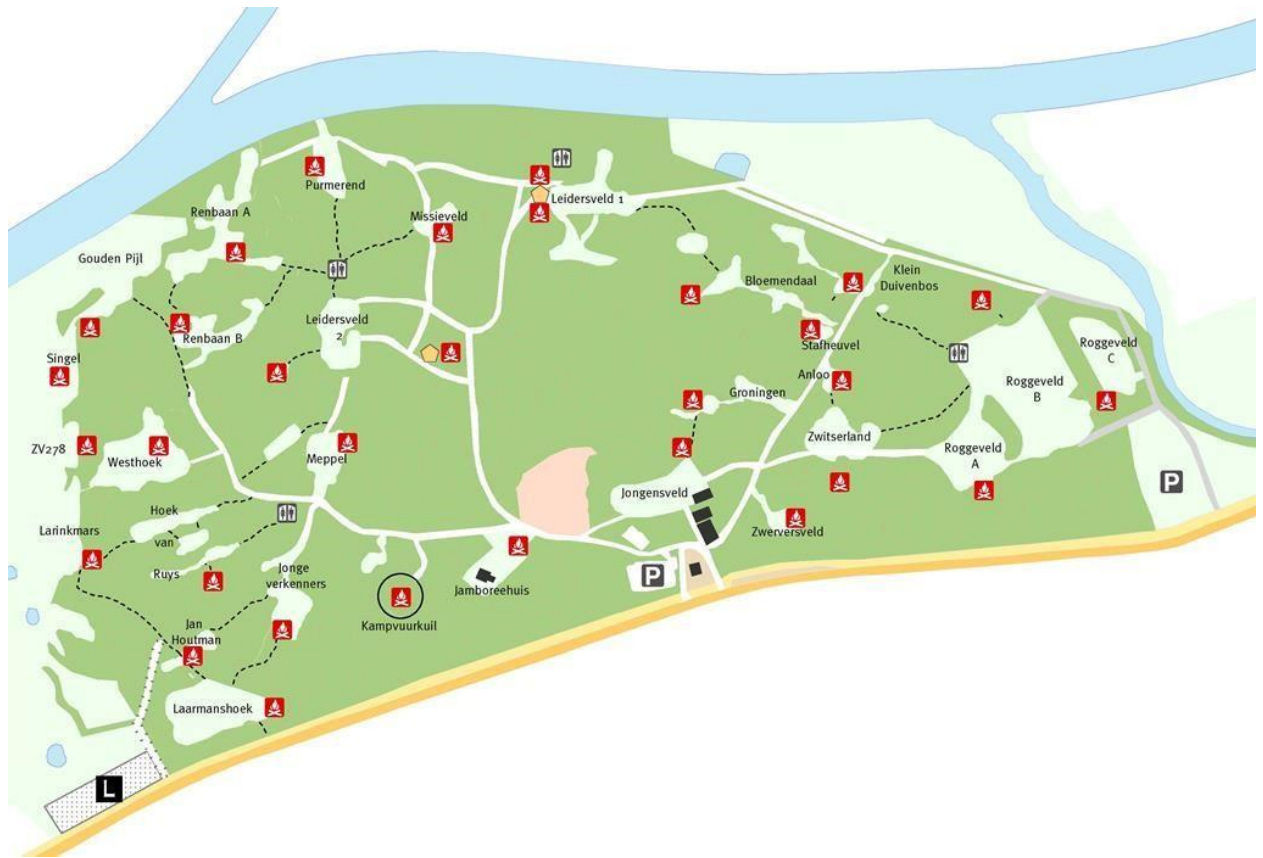 Purmerend
Leidersveld 1
Renbaan A
Missieveld
Gouden Pijl
Bloemendaal
Klein
Duivenbos
Leidersveld
2
Renbaan B
Stafheuvel
Roggeveld
C
Singel
Anloo
Roggeveld
B
Groningen
Zwitserland
ZV278
Westhoek
Meppel
Roggeveld
A
P
Jongensveld
Hoek
van
Ruys
Larinkmars
Zwerversveld
Jonge
verkenners
Jamboreehuis
P
Kampvuurkuil
Jan
Houtman
Laarmanshoek
L